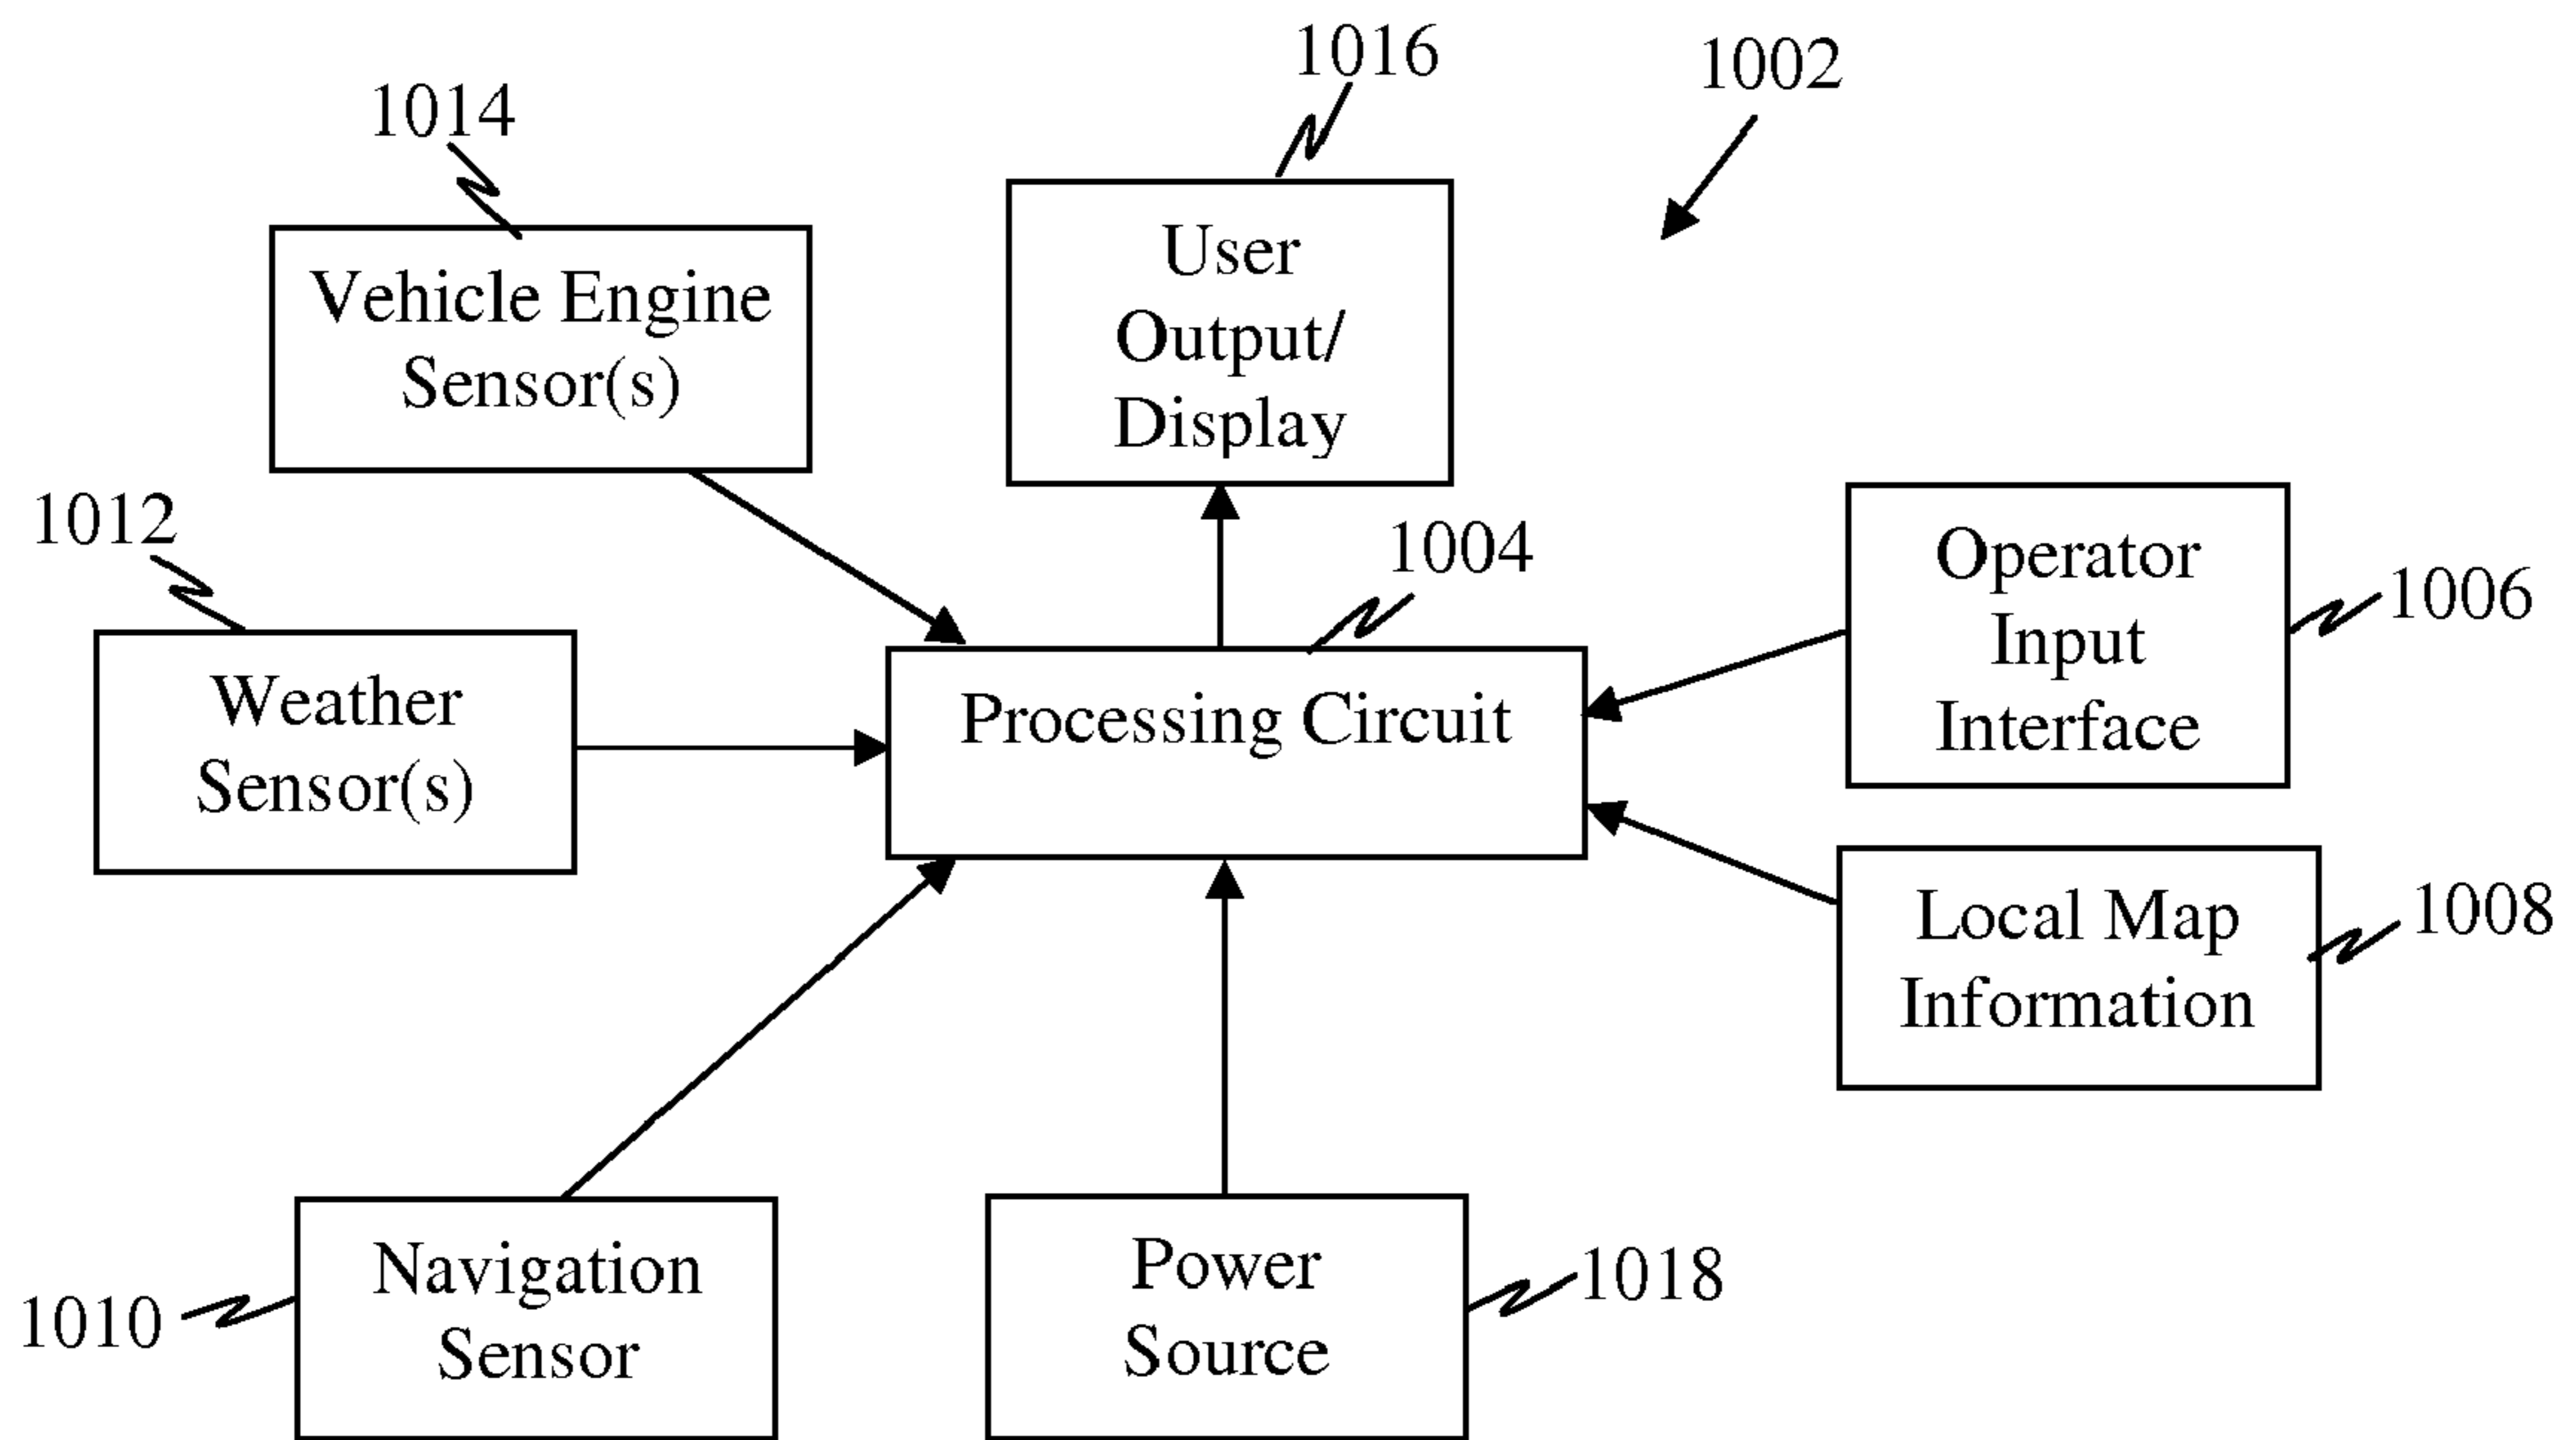 1016
1002
1014
User
Output/
Display
Vehicle Engine
Sensor(s)
1012
1004
Operator
Input
Interface
1006
Weather
Sensor(s)
Processing Circuit
Local Map
Information
1008
Navigation
Sensor
1010
Power
Source
1018